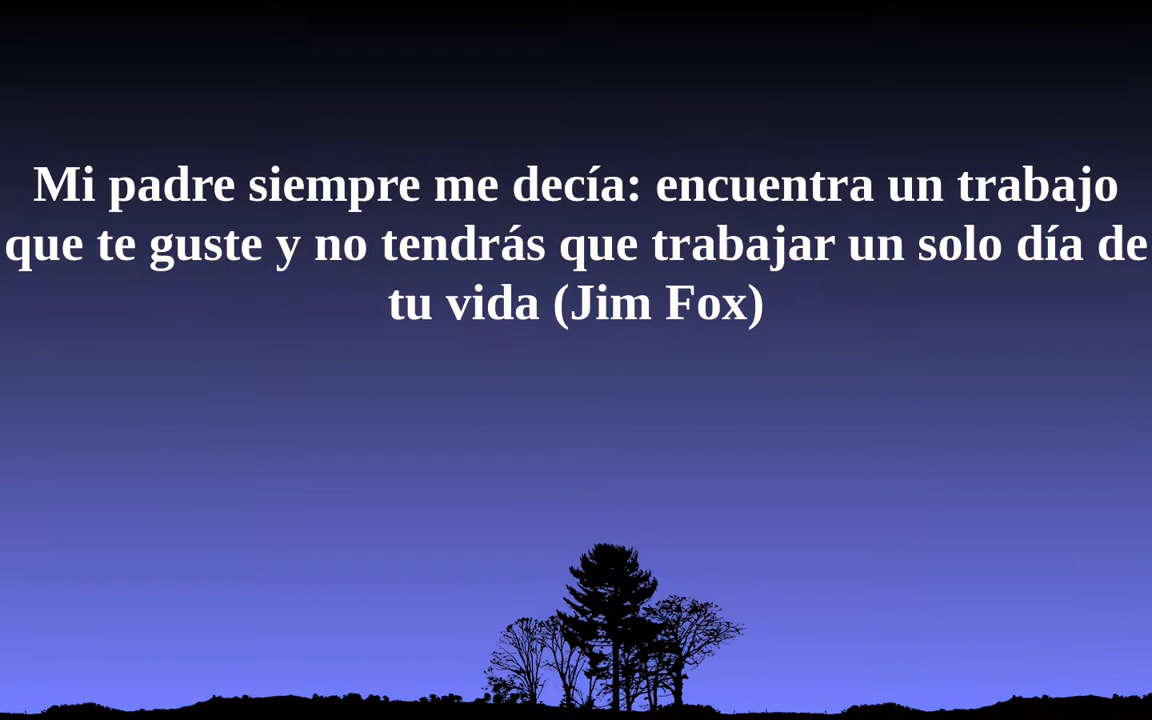 Mi padre siempre me decía: encuentra un trabajo
que te guste y no tendrás que trabajar un solo día de
tu vida (Jim Fox)